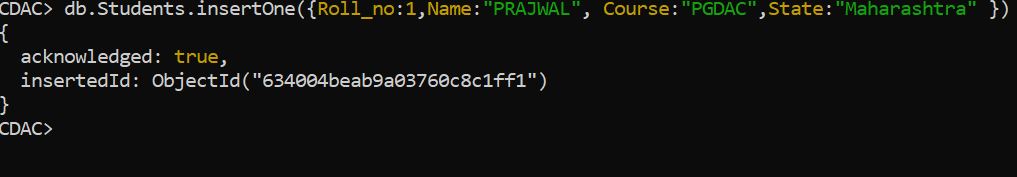 CDAC> db.Students.insertOne({Roll_no:1,Name:"PRAJWAL", Course:"PGDAC",State:"Maharashtra" })
{
  acknowledged: true,
  insertedId: ObjectId("634004beab9a03760c8c1ff1")
}
CDAC>